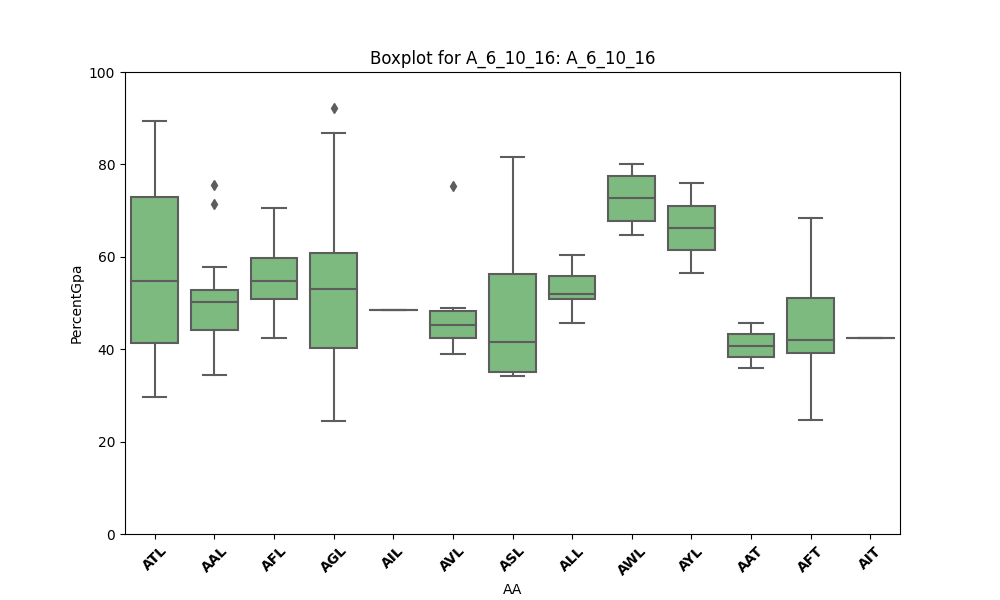 Boxplot for A_6_10_16: A_6_10_16
PercentGpa
100
80
60
40
20
0
ATL AAL AFL AGL AIL AVL ASL ALL AWL AYL AAT AFT AIT
AA